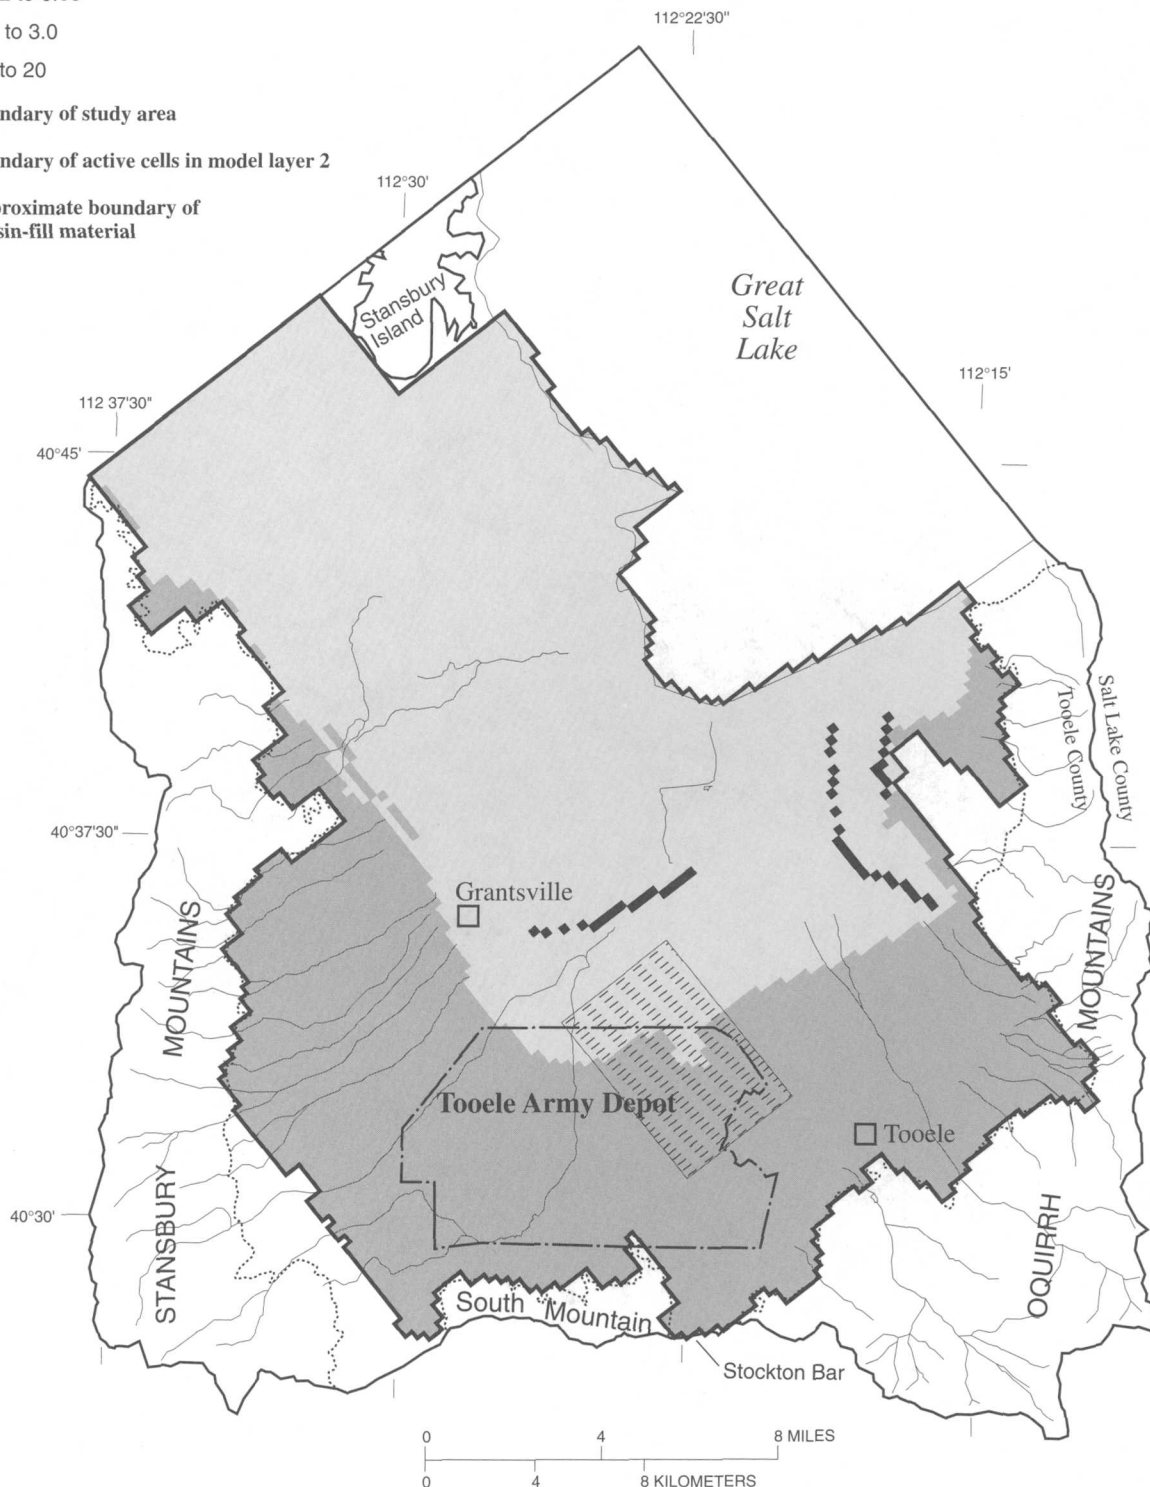 to 3.0
to 20
ndary of study area
ndary of active cells in model layer 2
proximate boundary of
sin-fill material
112°22'30"
112°30'
Stansbury
Island
Great
Salt
Lake
112°15'
112 37'30"
40°45'
Salt Lake County
Tooele County
40°37'30"
Grantsville
MOUNTAINS
MOUNTAINS
Tooele Army Depot
Tooele
40°30'
STANSBURY
OQUIRRH
South Mountain
Stockton Bar
0 4 8 MILES
0 4 8 KILOMETERS